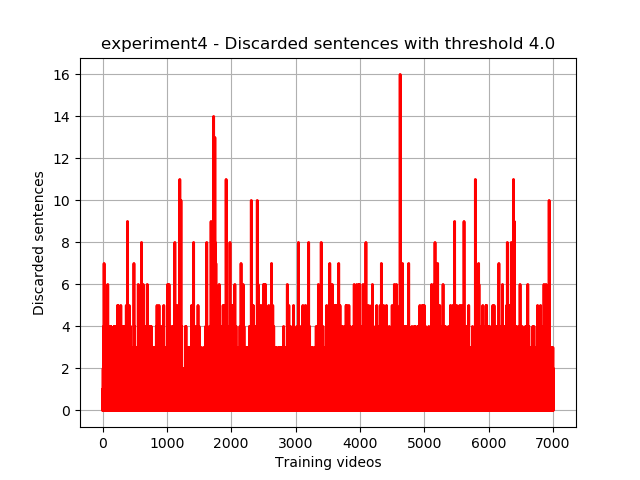 experiment4 - Discarded sentences with threshold 4.0
16
14
12
10
8
6
4
2
0
Discarded sentences
0 1000 2000 3000 4000 5000 6000 7000
Training videos